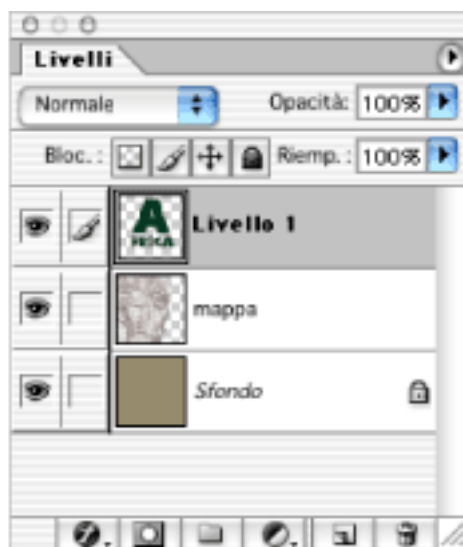 Livelli
Normale Opacità: 100%
Bloc.: Riemp.: 100%
A
Livello 1
mappa
Sfondo